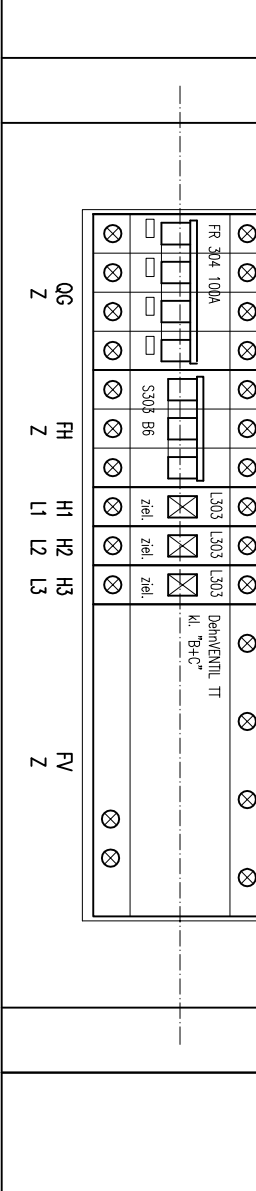 FR 304 100A
S303 B6
L303
L303
L303
ziel.
ziel.
ziel.
DehnVENTIL TT
kl. "B+C"
QG
Z
FH
Z
H1
L1
H2
L2
H3
L3
FV
Z